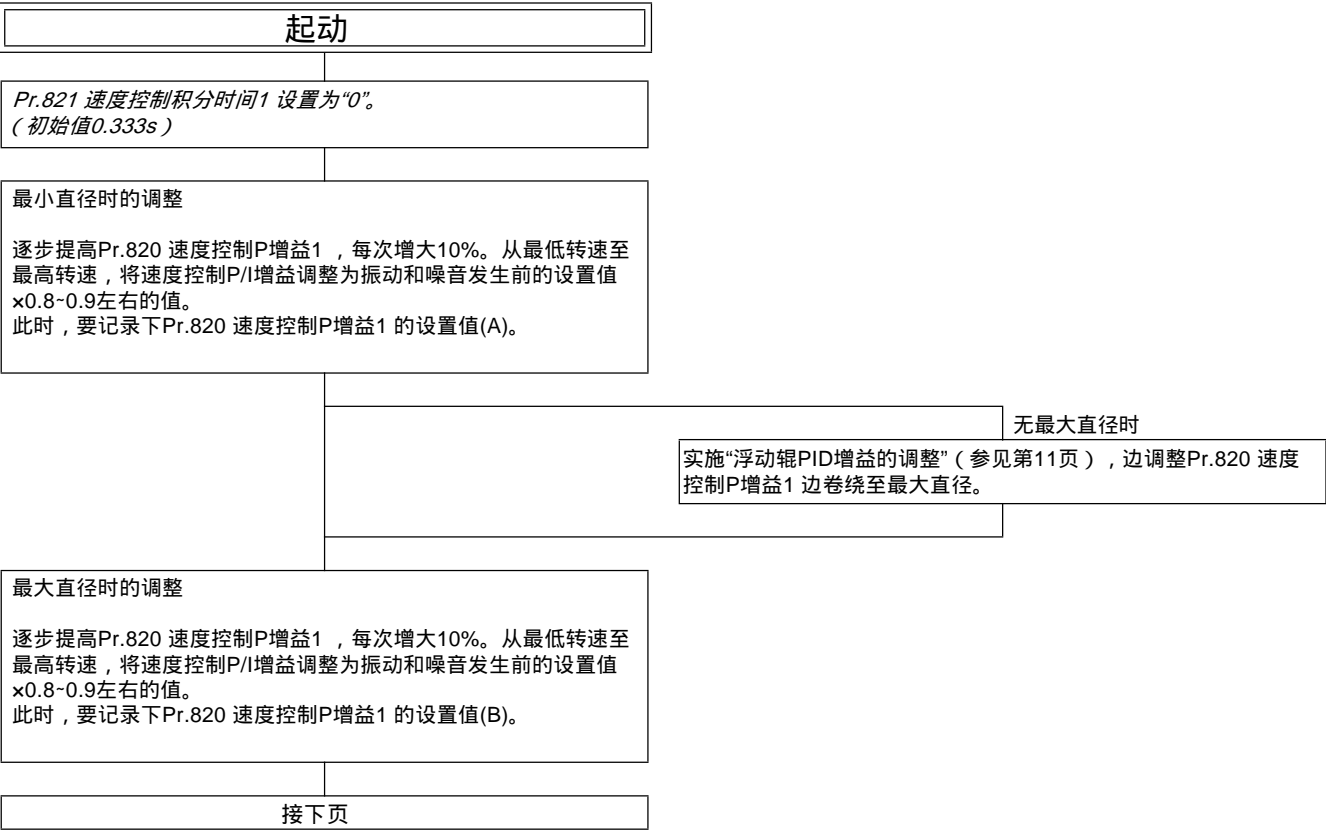 起动
Pr.821 速度控制积分时间1 设置为“0”。
（初始值0.333s）
最小直径时的调整
逐步提高Pr.820 速度控制P增益1 ，每次增大10%。从最低转速至
最高转速，将速度控制P/I增益调整为振动和噪音发生前的设置值
×0.8~0.9左右的值。
此时，要记录下Pr.820 速度控制P增益1 的设置值(A)。
无最大直径时
实施“浮动辊PID增益的调整”（参见第11页），边调整Pr.820 速度
控制P增益1 边卷绕至最大直径。
最大直径时的调整
逐步提高Pr.820 速度控制P增益1 ，每次增大10%。从最低转速至
最高转速，将速度控制P/I增益调整为振动和噪音发生前的设置值
×0.8~0.9左右的值。
此时，要记录下Pr.820 速度控制P增益1 的设置值(B)。
接下页